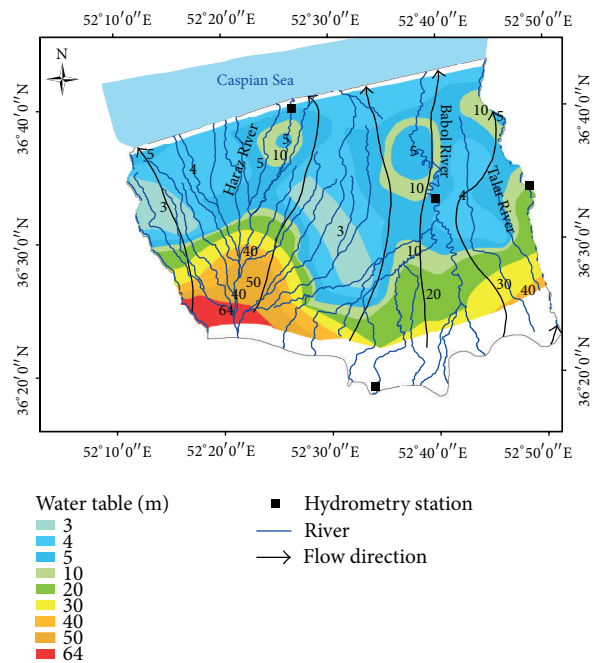 52°10′0″E 52°20′0″E 52°30′0″E 52°40′0″E 52°50′0″E
N
Caspian Sea
36°40′0″N 36°30′0″N 36°20′0″N
36°40′0″N 36°30′0″N 36°20′0″N
Haraz River
Babol River
Talar River
5 4 3
5 5 10
3
5 10 5
10 5
4
10
40 50 40 64
20 30 40
52°10′0″E 52°20′0″E 52°30′0″E 52°40′0″E 52°50′0″E
Water table (m)
3
4
5
10
20
30
40
50
64
Hydrometry station
River
Flow direction